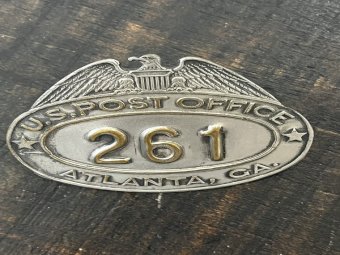 U.S. POST OFFICE
261
ATLANTA, GA.